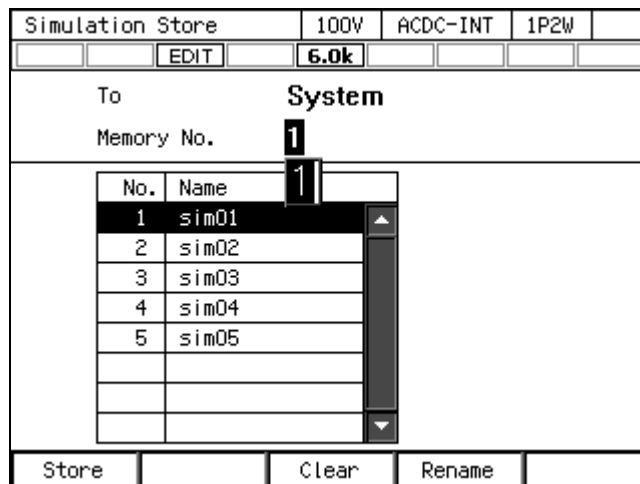 Simulation Store 100V ACDC-INT 1P2W
EDIT 6.0k
To System
Memory No. 1
1
No. Name
1 sim01
2 sim02
3 sim03
4 sim04
5 sim05
Store Clear Rename